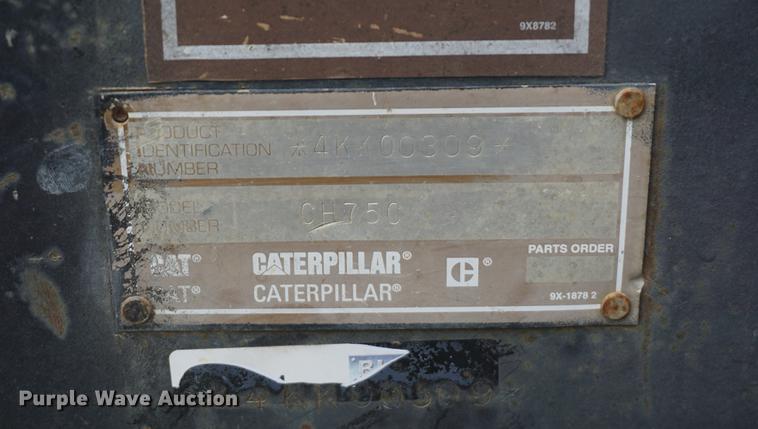 9X8782
PRODUCT
IDENTIFICATION *4KK00309*
NUMBER
MODEL
NUMBER CH75C
PARTS ORDER
CAT® CATERPILLAR® C®
CAT® CATERPILLAR®
9X-1878 2
*4KK00309*
Purple Wave Auction